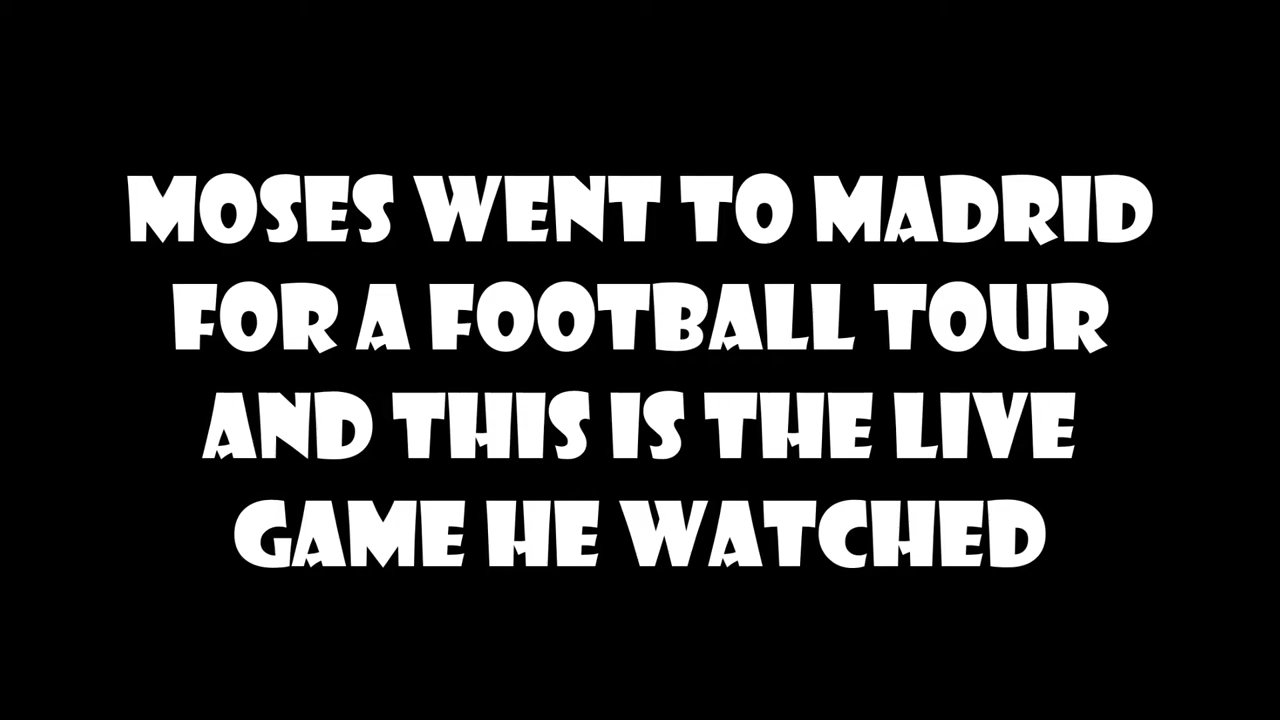 MOSES WENT TO MADRID
FOR A FOOTBALL TOUR
AND THIS IS THE LIVE
GAME HE WATCHED